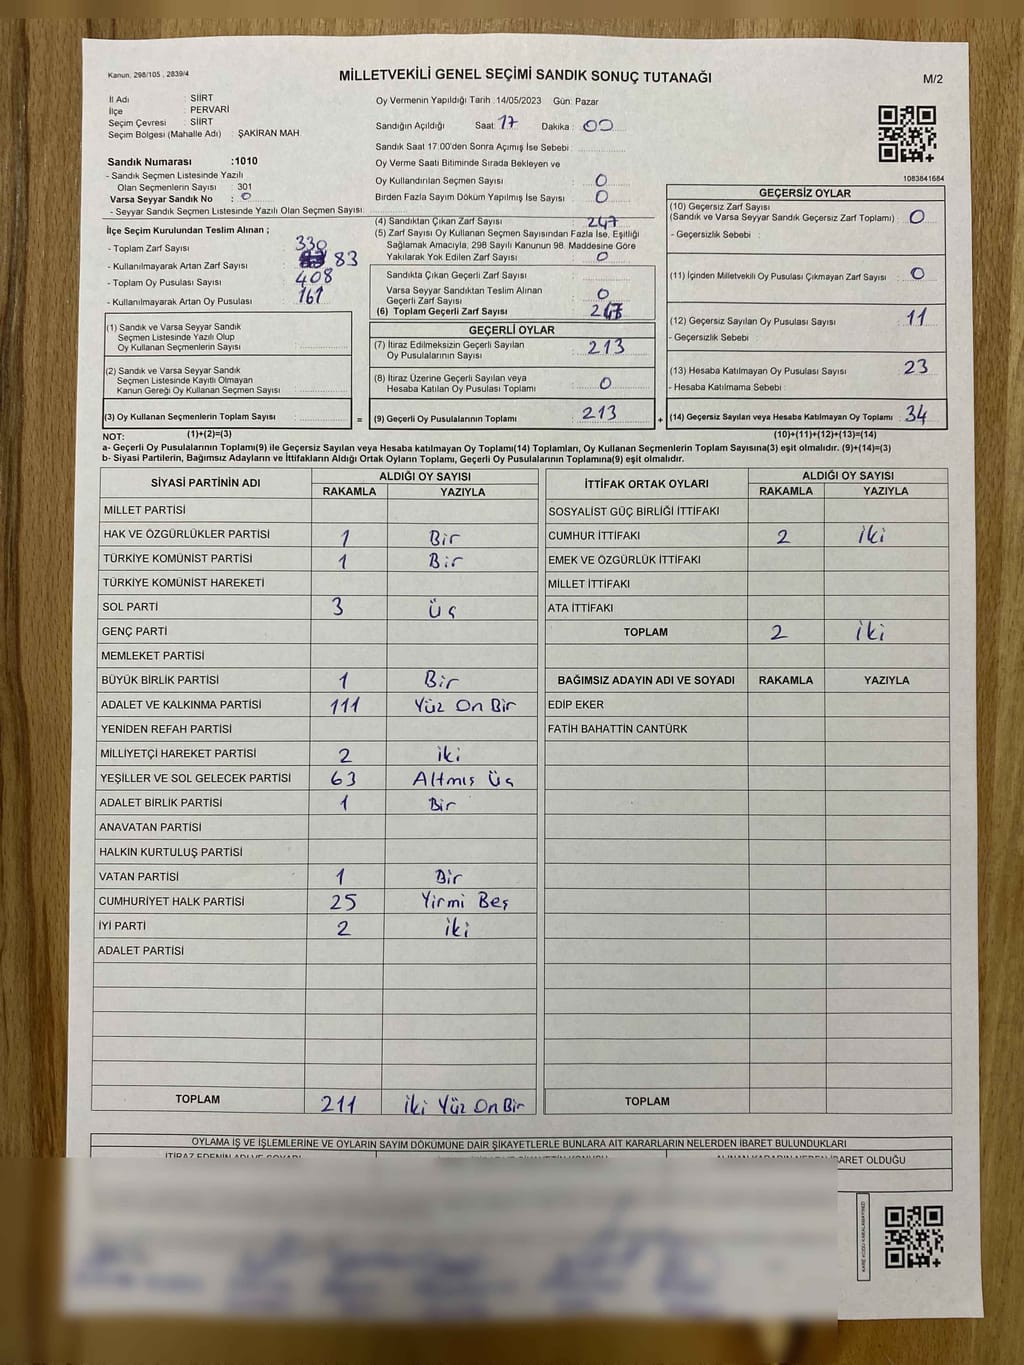 Kanun, 298/105 , 2839/4
MİLLETVEKİLİ GENEL SEÇİMİ SANDIK SONUÇ TUTANAĞI
M/2
İl Adı : SİİRT
İlçe : PERVARİ
Seçim Çevresi : SİİRT
Seçim Bölgesi (Mahalle Adı) : ŞAKİRAN MAH.
Sandık Numarası :1010
- Sandık Seçmen Listesinde Yazılı
Olan Seçmenlerin Sayısı : 301
Varsa Seyyar Sandık No : 0
- Seyyar Sandık Seçmen Listesinde Yazılı Olan Seçmen Sayısı:
İlçe Seçim Kurulundan Teslim Alınan ;
- Toplam Zarf Sayısı : 330
- Kullanılmayarak Artan Zarf Sayısı : 83
- Toplam Oy Pusulası Sayısı : 408
- Kullanılmayarak Artan Oy Pusulası : 161
Oy Vermenin Yapıldığı Tarih :14/05/2023 Gün: Pazar
Sandığın Açıldığı Saat: 17 Dakika : 00
Sandık Saat 17:00'den Sonra Açımış İse Sebebi :
Oy Verme Saati Bitiminde Sırada Bekleyen ve
Oy Kullandırılan Seçmen Sayısı : 0
Birden Fazla Sayım Döküm Yapılmış İse Sayısı : 0
(4) Sandıktan Çıkan Zarf Sayısı : 247
(5) Zarf Sayısı Oy Kullanan Seçmen Sayısından Fazla İse, Eşitliği
Sağlamak Amacıyla, 298 Sayılı Kanunun 98. Maddesine Göre
Yakılarak Yok Edilen Zarf Sayısı : 0
Sandıkta Çıkan Geçerli Zarf Sayısı :
Varsa Seyyar Sandıktan Teslim Alınan
Geçerli Zarf Sayısı : 0
(6) Toplam Geçerli Zarf Sayısı : 247
1083841684
GEÇERSİZ OYLAR
(10) Geçersiz Zarf Sayısı
(Sandık ve Varsa Seyyar Sandık Geçersiz Zarf Toplamı) : 0
- Geçersizlik Sebebi :
(11) İçinden Milletvekili Oy Pusulası Çıkmayan Zarf Sayısı : 0
(12) Geçersiz Sayılan Oy Pusulası Sayısı : 11
- Geçersizlik Sebebi :
(13) Hesaba Katılmayan Oy Pusulası Sayısı : 23
- Hesaba Katılmama Sebebi :
(14) Geçersiz Sayılan veya Hesaba Katılmayan Oy Toplamı : 34
(1) Sandık ve Varsa Seyyar Sandık
Seçmen Listesinde Yazılı Olup
Oy Kullanan Seçmenlerin Sayısı :
(2) Sandık ve Varsa Seyyar Sandık
Seçmen Listesinde Kayıtlı Olmayan
Kanun Gereği Oy Kullanan Seçmen Sayısı :
(3) Oy Kullanan Seçmenlerin Toplam Sayısı : =
GEÇERLİ OYLAR
(7) İtiraz Edilmeksizin Geçerli Sayılan
Oy Pusulalarının Sayısı : 213
(8) İtiraz Üzerine Geçerli Sayılan veya
Hesaba Katılan Oy Pusulası Toplamı : 0
(9) Geçerli Oy Pusulalarının Toplamı : 213 +
NOT: (1)+(2)=(3) (10)+(11)+(12)+(13)=(14)
a- Geçerli Oy Pusulalarının Toplamı(9) ile Geçersiz Sayılan veya Hesaba katılmayan Oy Toplamı(14) Toplamları, Oy Kullanan Seçmenlerin Toplam Sayısına(3) eşit olmalıdır. (9)+(14)=(3)
b- Siyasi Partilerin, Bağımsız Adayların ve İttifakların Aldığı Ortak Oyların Toplamı, Geçerli Oy Pusulalarının Toplamına(9) eşit olmalıdır.
SİYASİ PARTİNİN ADI ALDIĞI OY SAYISI
RAKAMLA YAZIYLA
MİLLET PARTİSİ
HAK VE ÖZGÜRLÜKLER PARTİSİ 1 Bir
TÜRKİYE KOMÜNİST PARTİSİ 1 Bir
TÜRKİYE KOMÜNİST HAREKETİ
SOL PARTİ 3 Üç
GENÇ PARTİ
MEMLEKET PARTİSİ
BÜYÜK BİRLİK PARTİSİ 1 Bir
ADALET VE KALKINMA PARTİSİ 111 Yüz On Bir
YENİDEN REFAH PARTİSİ
MİLLİYETÇİ HAREKET PARTİSİ 2 iki
YEŞİLLER VE SOL GELECEK PARTİSİ 63 Altmış Üç
ADALET BİRLİK PARTİSİ 1 Bir
ANAVATAN PARTİSİ
HALKIN KURTULUŞ PARTİSİ
VATAN PARTİSİ 1 Bir
CUMHURİYET HALK PARTİSİ 25 Yirmi Beş
İYİ PARTİ 2 iki
ADALET PARTİSİ
TOPLAM 211 iki Yüz On Bir
İTTİFAK ORTAK OYLARI ALDIĞI OY SAYISI
RAKAMLA YAZIYLA
SOSYALİST GÜÇ BİRLİĞİ İTTİFAKI
CUMHUR İTTİFAKI 2 iki
EMEK VE ÖZGÜRLÜK İTTİFAKI
MİLLET İTTİFAKI
ATA İTTİFAKI
TOPLAM 2 iki
BAĞIMSIZ ADAYIN ADI VE SOYADI RAKAMLA YAZIYLA
EDİP EKER
FATİH BAHATTİN CANTÜRK
TOPLAM
OYLAMA İŞ VE İŞLEMLERİNE VE OYLARIN SAYIM DÖKÜMÜNE DAİR ŞİKAYETLERLE BUNLARA AİT KARARLARIN NELERDEN İBARET BULUNDUKLARI
İTİRAZ EDENİN ADI VE SOYADI
ALINAN KARARIN NEDEN İBARET OLDUĞU
KARE KODU KARALAMAYINIZ!